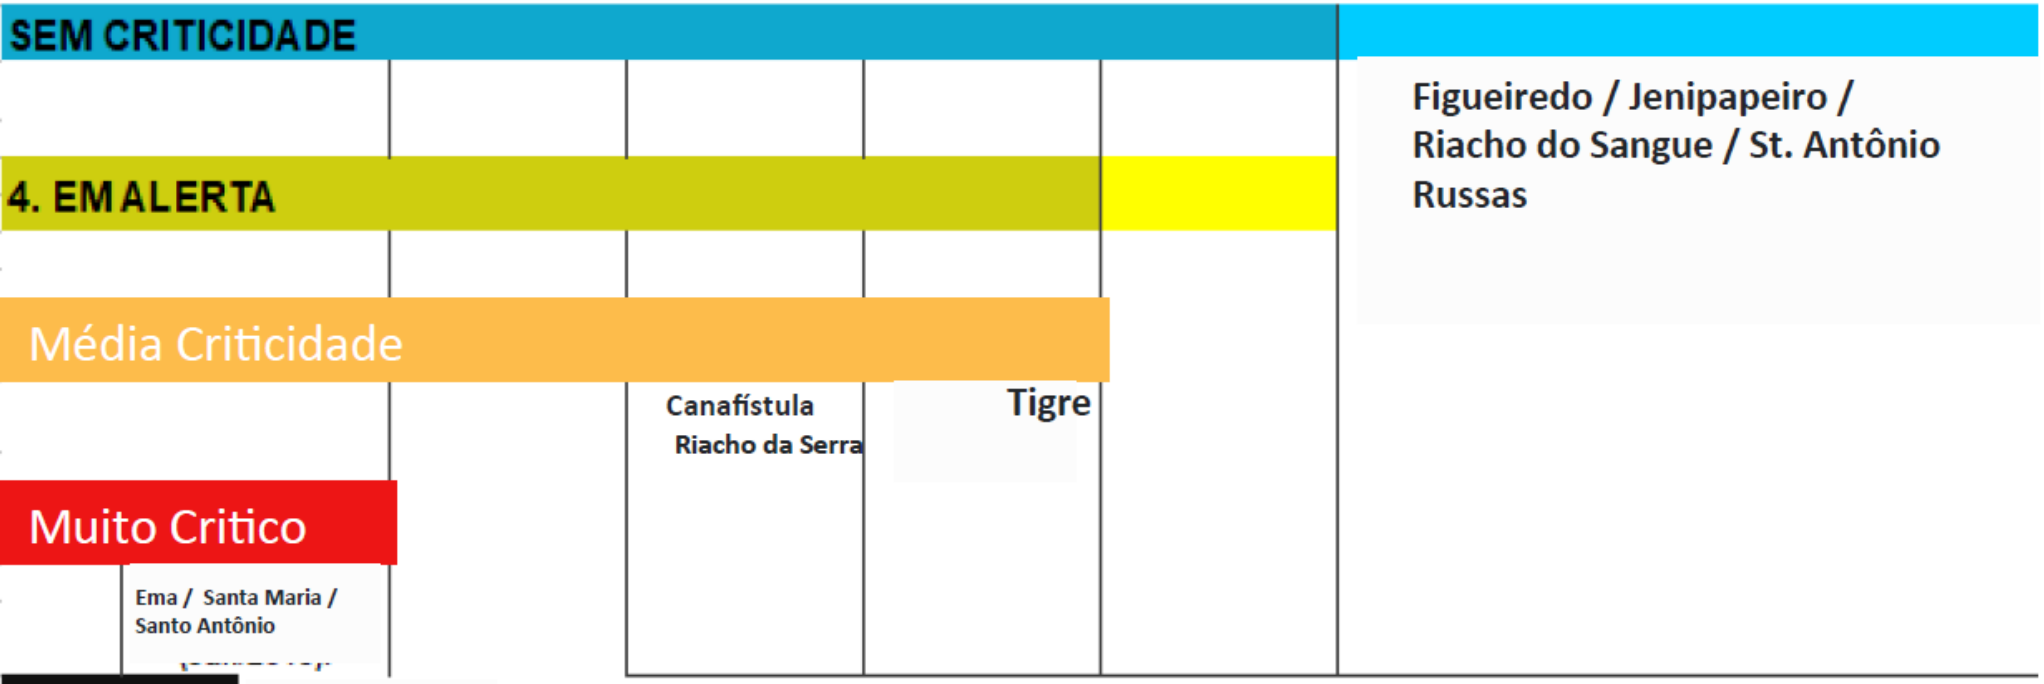 SEM CRITICIDADE
Figueiredo / Jenipapeiro /
Riacho do Sangue / St. Antônio
Russas
4. EM ALERTA
Média Criticidade
Canafístula
Riacho da Serra
Tigre
Muito Critico
Ema / Santa Maria /
Santo Antônio